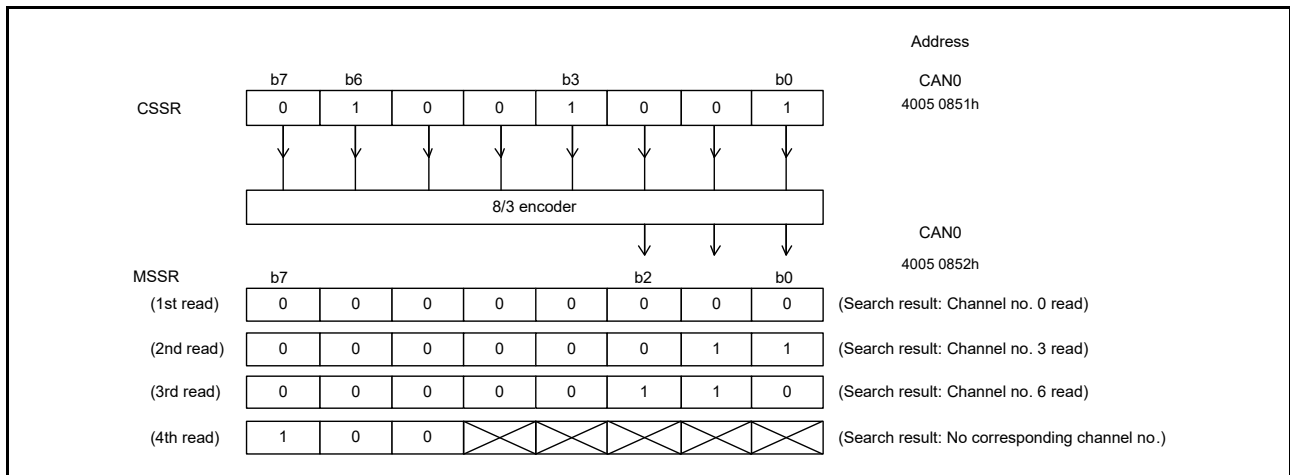 Address
b7 b6 b3 b0 CAN0
CSSR 0 1 0 0 1 0 0 1 4005 0851h
8/3 encoder
CAN0
4005 0852h
MSSR b7 b2 b0
(1st read) 0 0 0 0 0 0 0 0 (Search result: Channel no. 0 read)
(2nd read) 0 0 0 0 0 0 1 1 (Search result: Channel no. 3 read)
(3rd read) 0 0 0 0 0 1 1 0 (Search result: Channel no. 6 read)
(4th read) 1 0 0 (Search result: No corresponding channel no.)